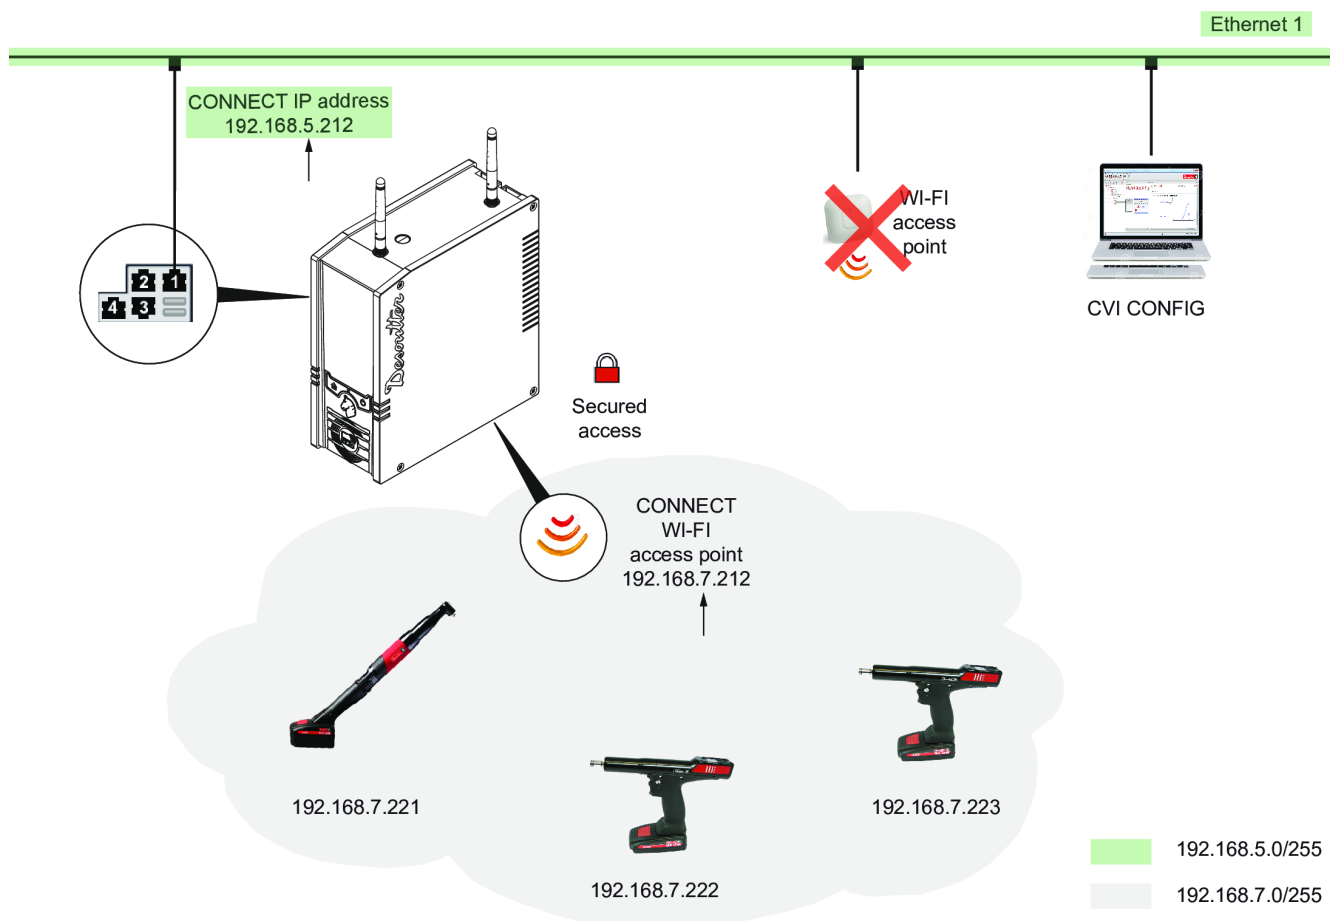 Ethernet 1
CONNECT IP address
192.168.5.212
2
1
4
3
Desoutter
WI-FI
access
point
CVI CONFIG
Secured
access
CONNECT
WI-FI
access point
192.168.7.212
192.168.7.221
192.168.7.222
192.168.7.223
192.168.5.0/255
192.168.7.0/255